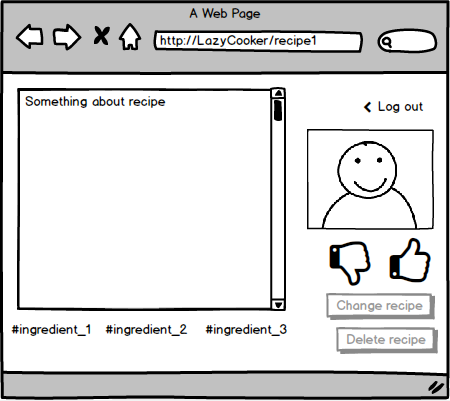 A Web Page
http://LazyCooker/recipe1
Something about recipe
Log out
Change recipe
Delete recipe
#ingredient_1 #ingredient_2 #ingredient_3